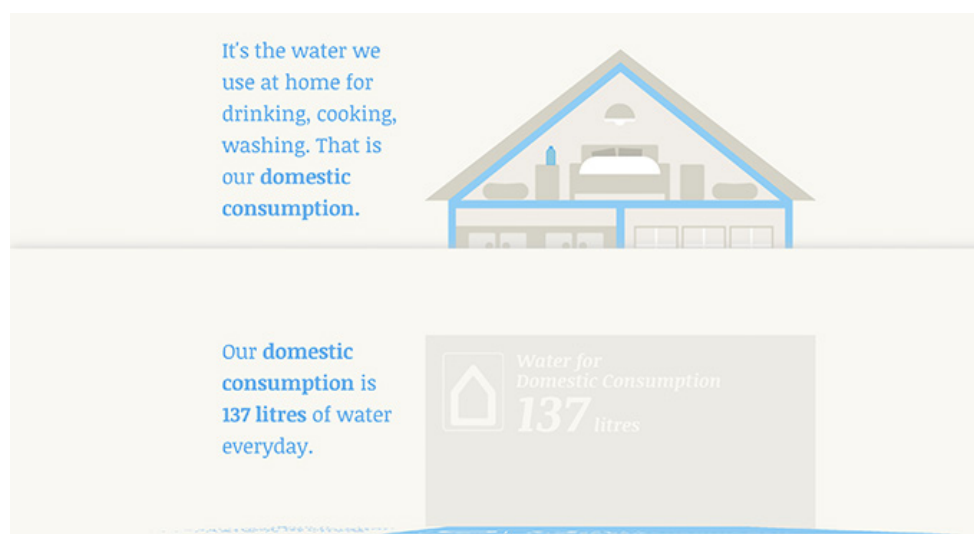 It's the water we
use at home for
drinking, cooking,
washing. That is
our domestic
consumption.
Our domestic
consumption is
137 litres of water
everyday.
Water for
Domestic Consumption
137 litres